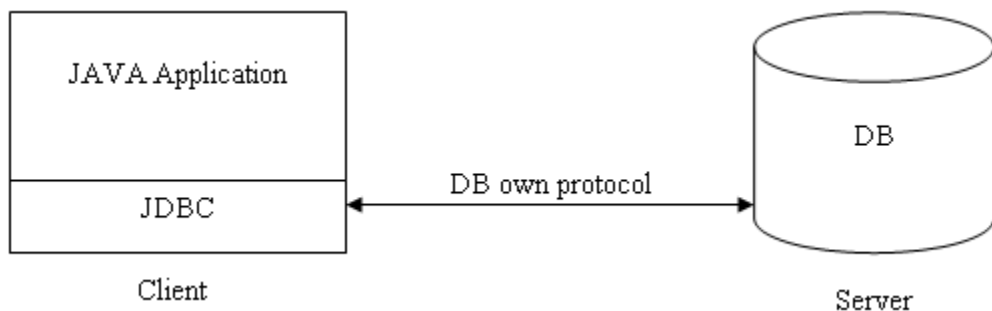 JAVA Application
JDBC
Client
DB own protocol
DB
Server